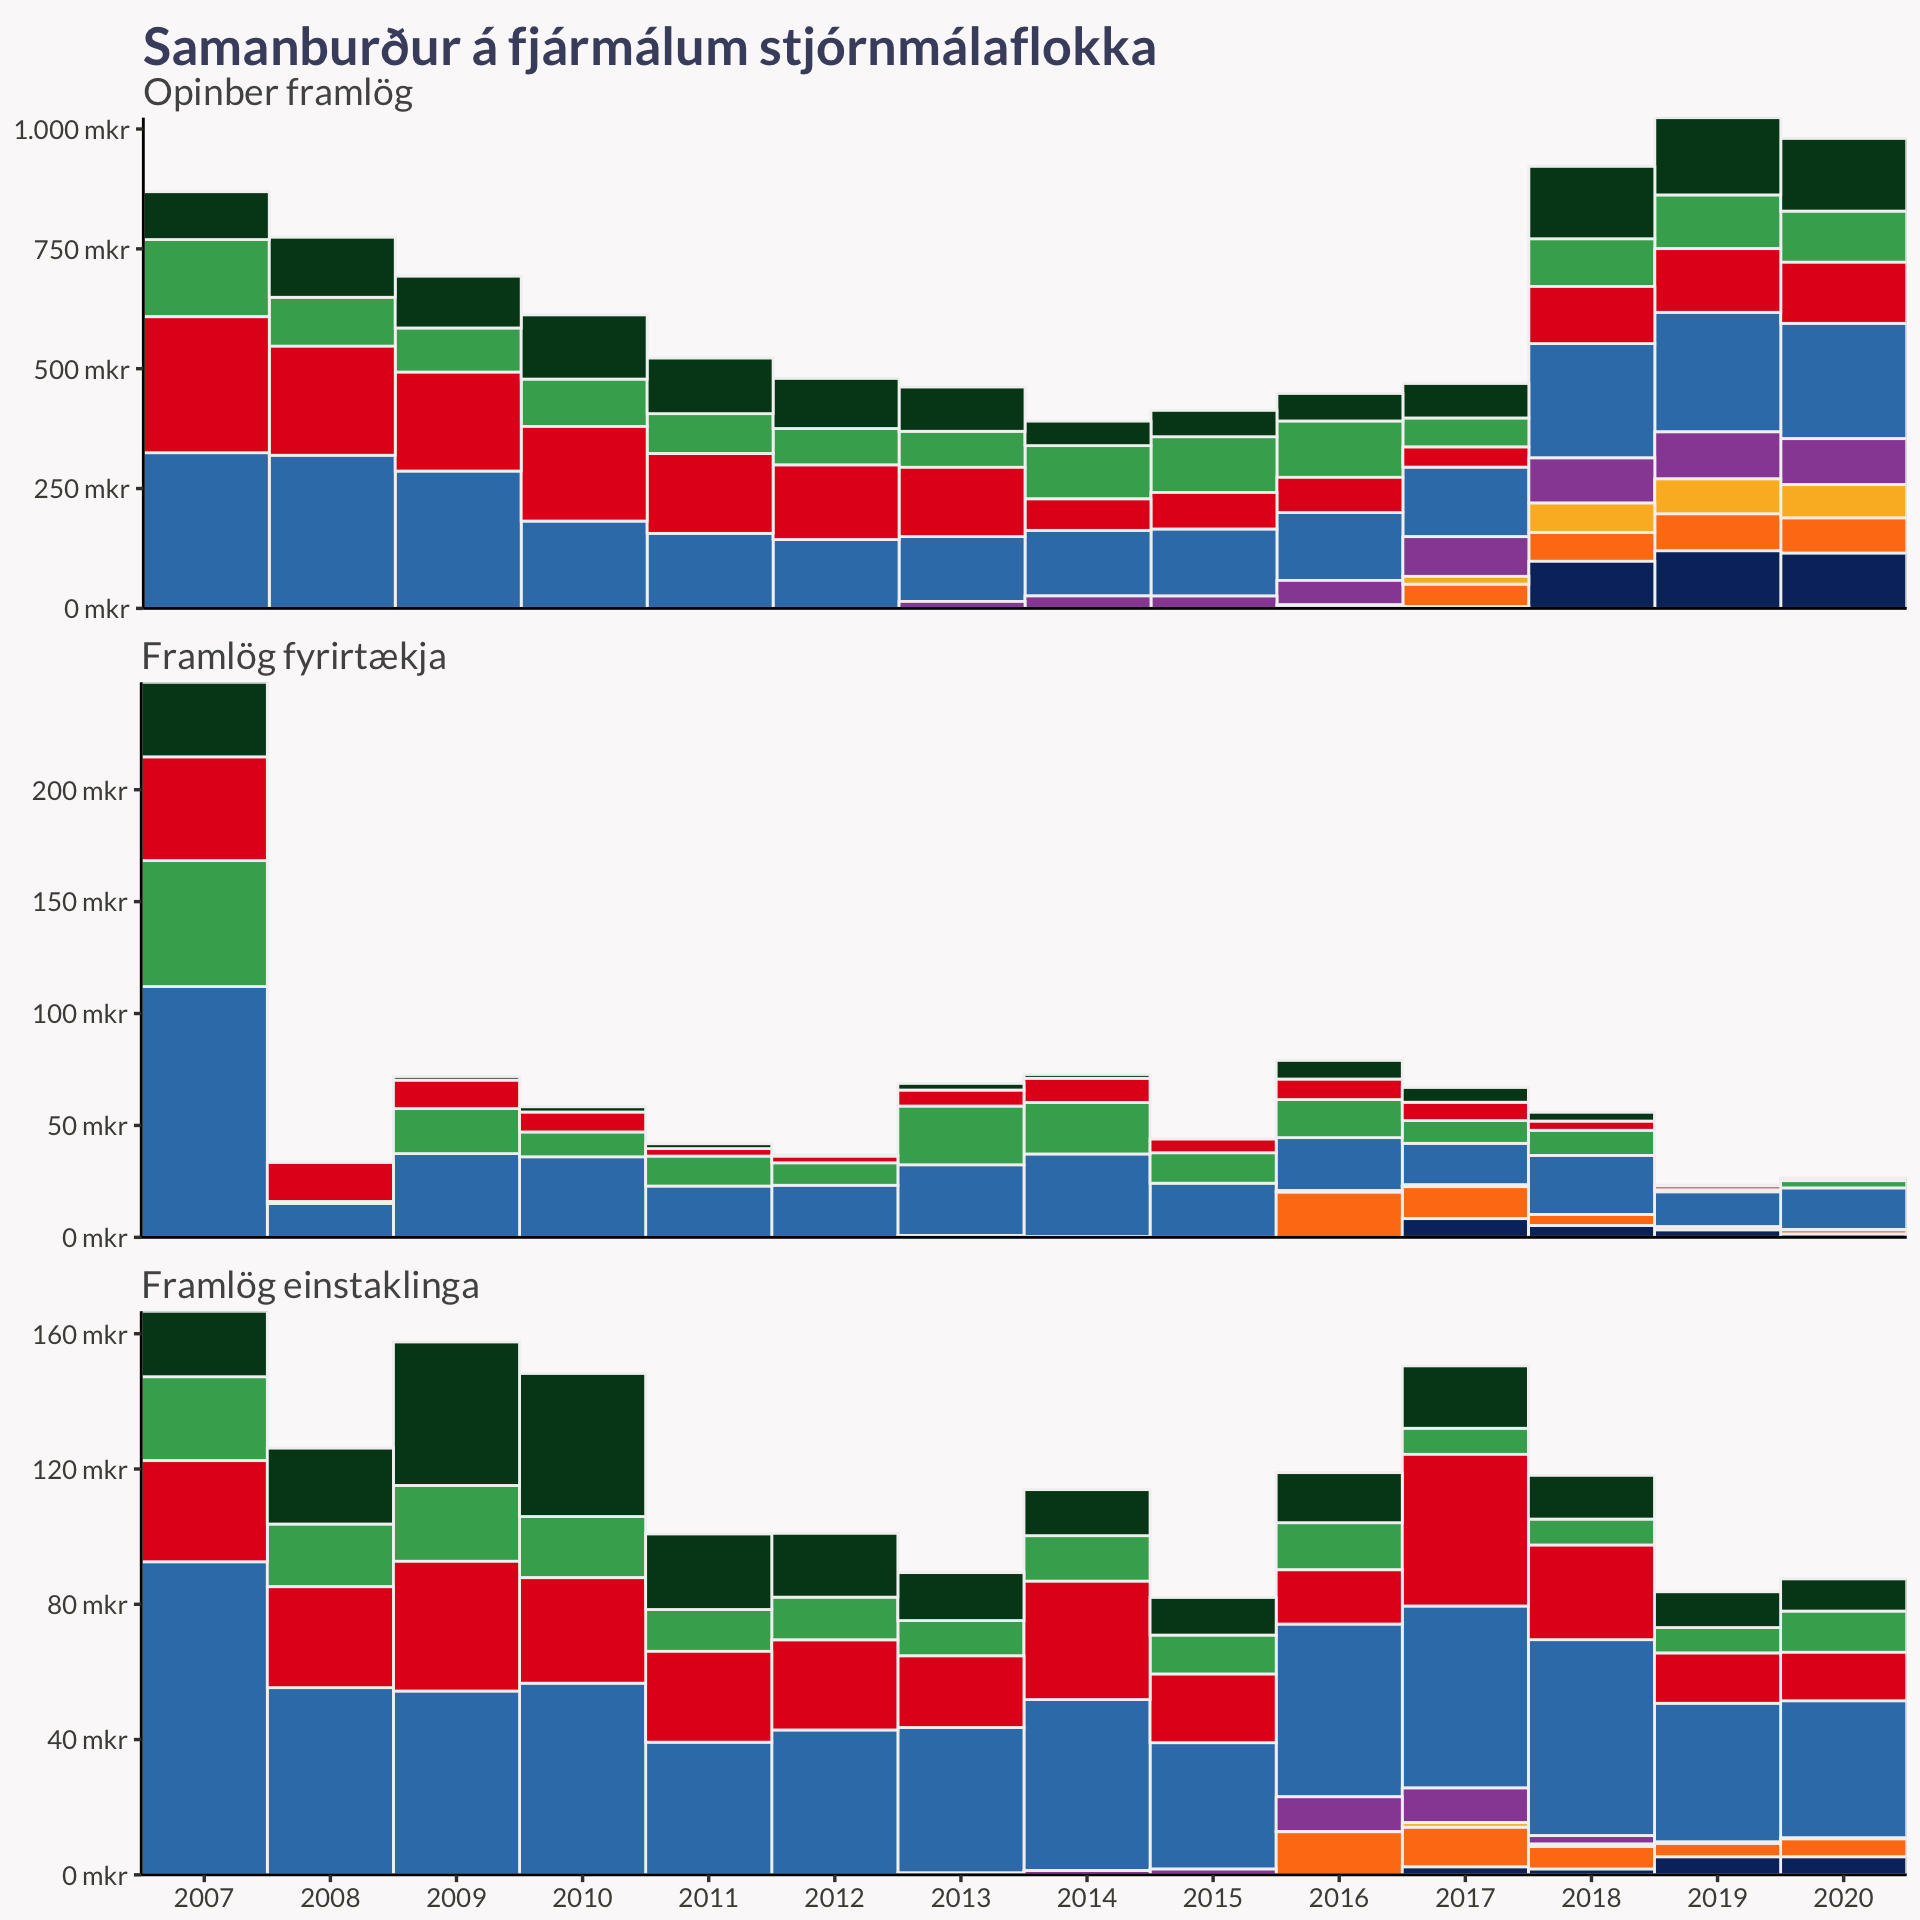 Samanburður á fjármálum stjórnmálaflokka
Opinber framlög
1.000 mkr
750 mkr
500 mkr
250 mkr
0 mkr
Framlög fyrirtækja
200 mkr
150 mkr
100 mkr
50 mkr
0 mkr
Framlög einstaklinga
160 mkr
120 mkr
80 mkr
40 mkr
0 mkr
2007 2008 2009 2010 2011 2012 2013 2014 2015 2016 2017 2018 2019 2020